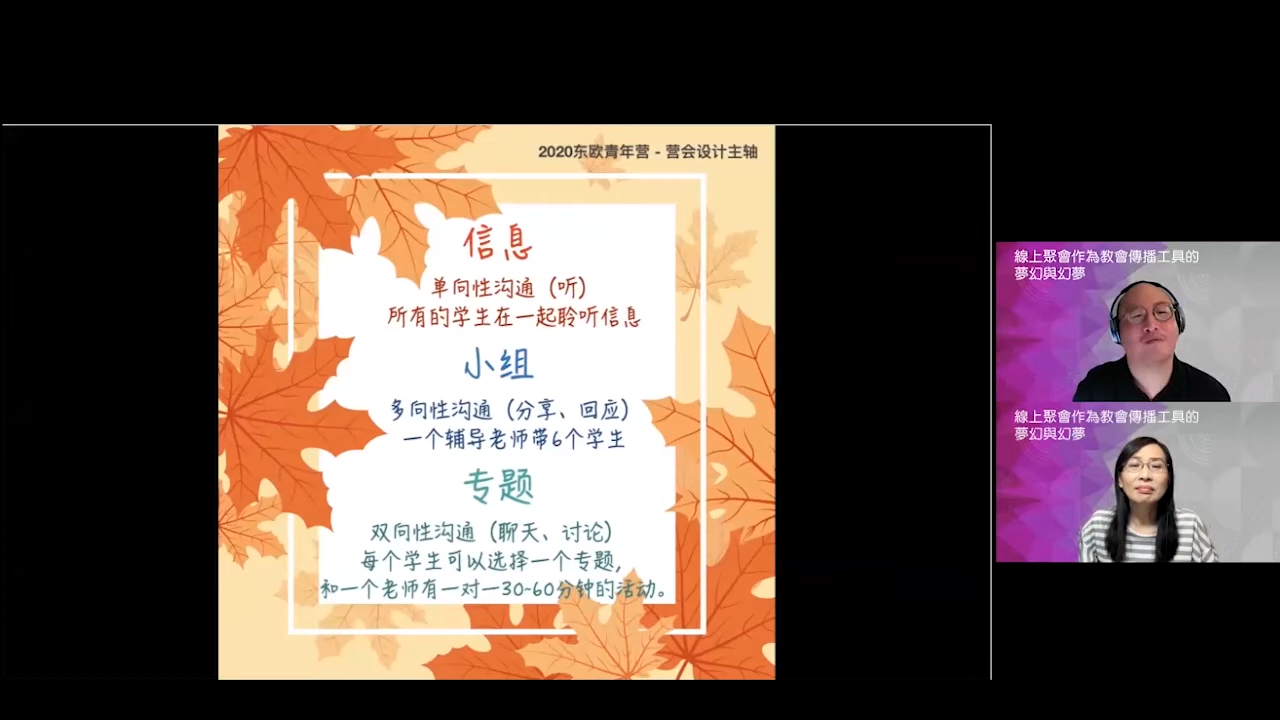 2020东欧青年营 - 营会设计主轴
信息
单向性沟通（听）
所有的学生在一起聆听信息
小组
多向性沟通（分享、回应）
一个辅导老师带6个学生
专题
双向性沟通（聊天、讨论）
每个学生可以选择一个专题，
和一个老师有一对一30~60分钟的活动。
線上聚會作為教會傳播工具的
夢幻與幻夢
線上聚會作為教會傳播工具的
夢幻與幻夢